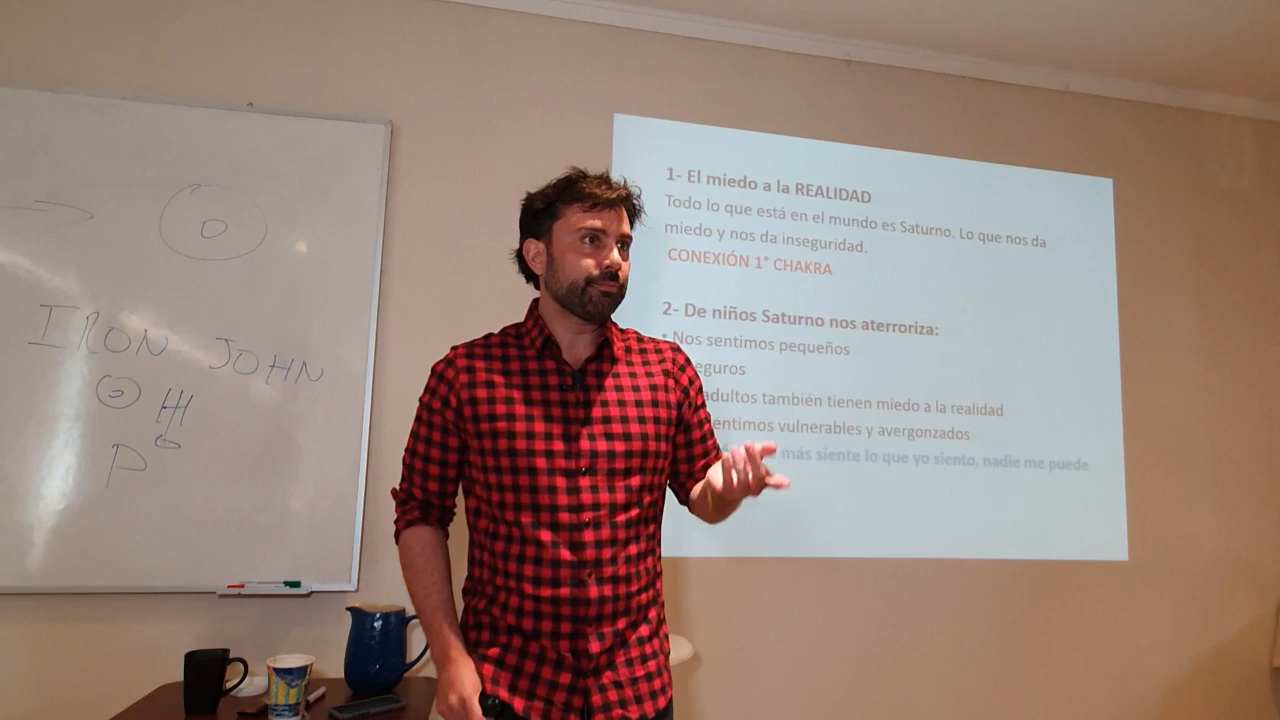 IRON JOHN
P
1- El miedo a la REALIDAD
Todo lo que está en el mundo es Saturno. Lo que nos da
miedo y nos da inseguridad.
CONEXIÓN 1° CHAKRA
2- De niños Saturno nos aterroriza:
• Nos sentimos pequeños
eguros
adultos también tienen miedo a la realidad
entimos vulnerables y avergonzados
más siente lo que yo siento, nadie me puede